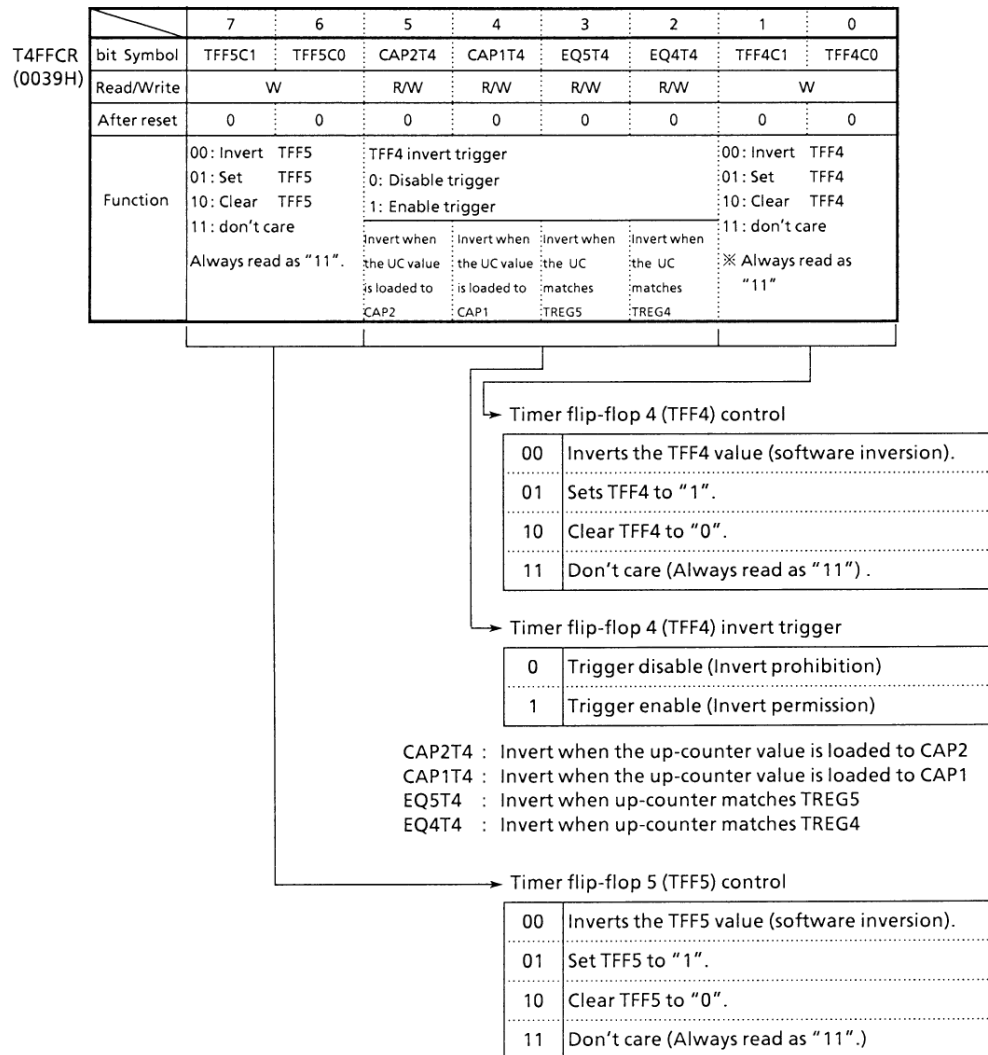 7 6 5 4 3 2 1 0
T4FFCR bit Symbol TFF5C1 TFF5C0 CAP2T4 CAP1T4 EQ5T4 EQ4T4 TFF4C1 TFF4C0
(0039H) Read/Write W R/W R/W R/W R/W W
After reset 0 0 0 0 0 0 0 0
Function
00: Invert TFF5
01: Set TFF5
10: Clear TFF5
11: don't care
Always read as "11".
TFF4 invert trigger
0: Disable trigger
1: Enable trigger
Invert when
the UC value
is loaded to
CAP2
Invert when
the UC value
is loaded to
CAP1
Invert when
the UC
matches
TREG5
Invert when
the UC
matches
TREG4
00: Invert TFF4
01: Set TFF4
10: Clear TFF4
11: don't care
※ Always read as
"11"
Timer flip-flop 4 (TFF4) control
00 Inverts the TFF4 value (software inversion).
01 Sets TFF4 to "1".
10 Clear TFF4 to "0".
11 Don't care (Always read as "11") .
Timer flip-flop 4 (TFF4) invert trigger
0 Trigger disable (Invert prohibition)
1 Trigger enable (Invert permission)
CAP2T4 : Invert when the up-counter value is loaded to CAP2
CAP1T4 : Invert when the up-counter value is loaded to CAP1
EQ5T4 : Invert when up-counter matches TREG5
EQ4T4 : Invert when up-counter matches TREG4
Timer flip-flop 5 (TFF5) control
00 Inverts the TFF5 value (software inversion).
01 Set TFF5 to "1".
10 Clear TFF5 to "0".
11 Don't care (Always read as "11".)